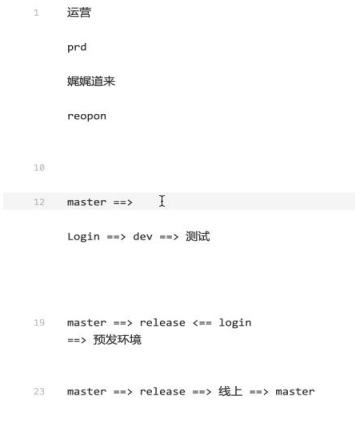 1 运营
prd
娓娓道来
reopon
10
12 master ==>
Login ==> dev ==> 测试
19 master ==> release <== login
==> 预发环境
23 master ==> release ==> 线上 ==> master